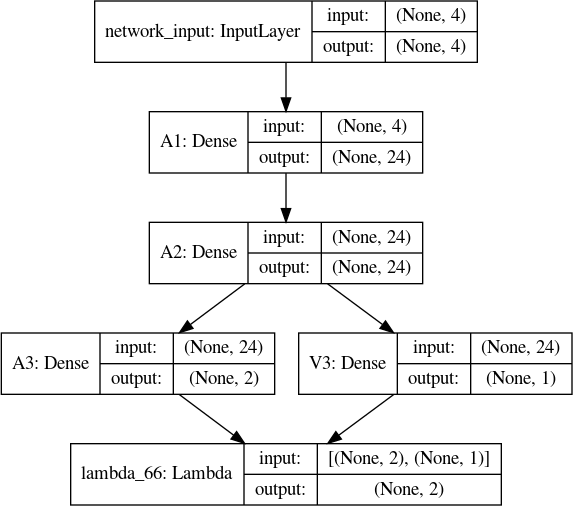 network_input: InputLayer
input: (None, 4)
output: (None, 4)
A1: Dense
input: (None, 4)
output: (None, 24)
A2: Dense
input: (None, 24)
output: (None, 24)
A3: Dense
input: (None, 24)
output: (None, 2)
V3: Dense
input: (None, 24)
output: (None, 1)
lambda_66: Lambda
input: [(None, 2), (None, 1)]
output: (None, 2)